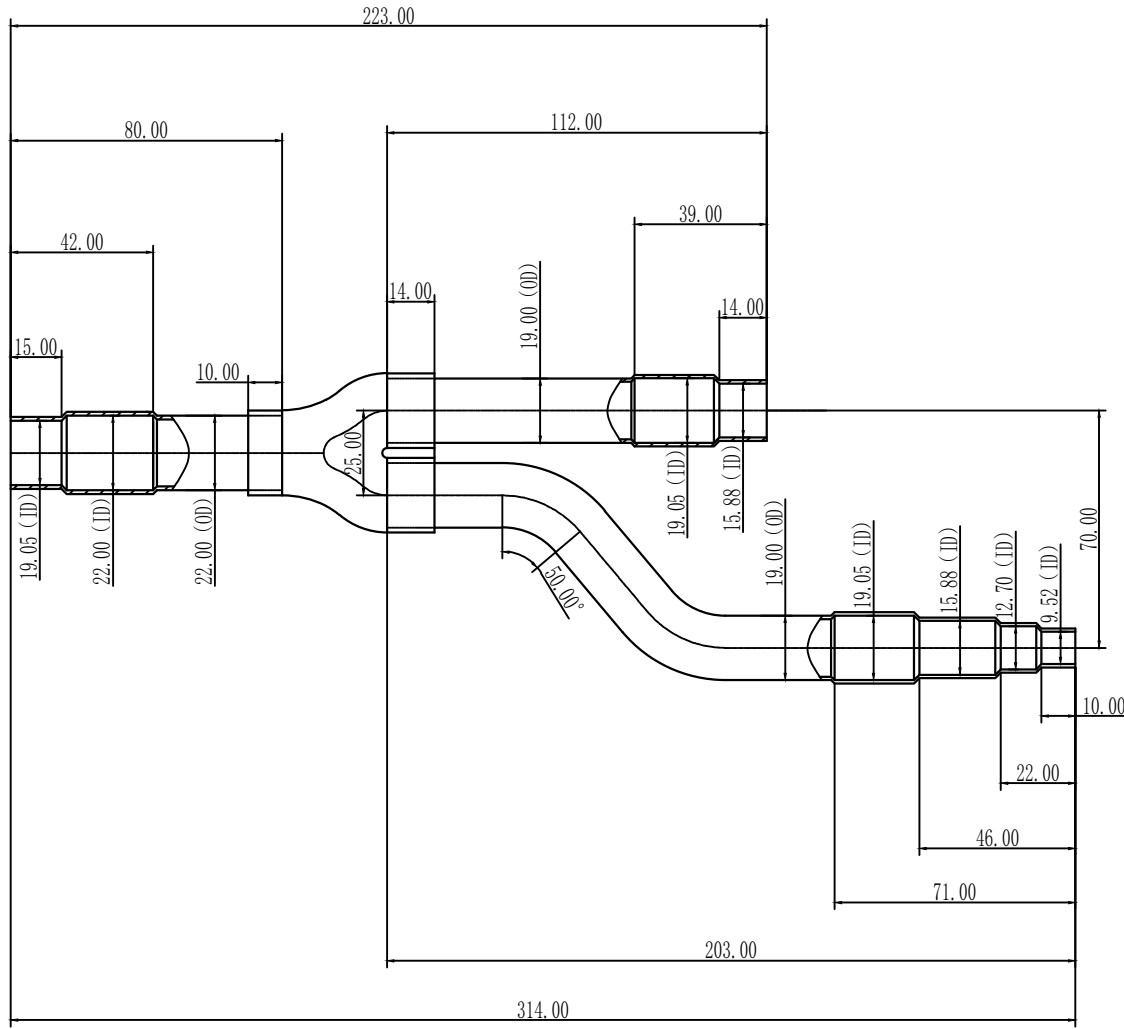 223.00
80.00
112.00
39.00
42.00
14.00
19.00 (OD)
14.00
15.00
10.00
25.00
19.05 (ID)
22.00 (ID)
22.00 (OD)
19.05 (ID)
15.88 (ID)
70.00
50.00°
19.00 (OD)
19.05 (ID)
15.88 (ID)
12.70 (ID)
9.52 (ID)
10.00
22.00
46.00
71.00
203.00
314.00